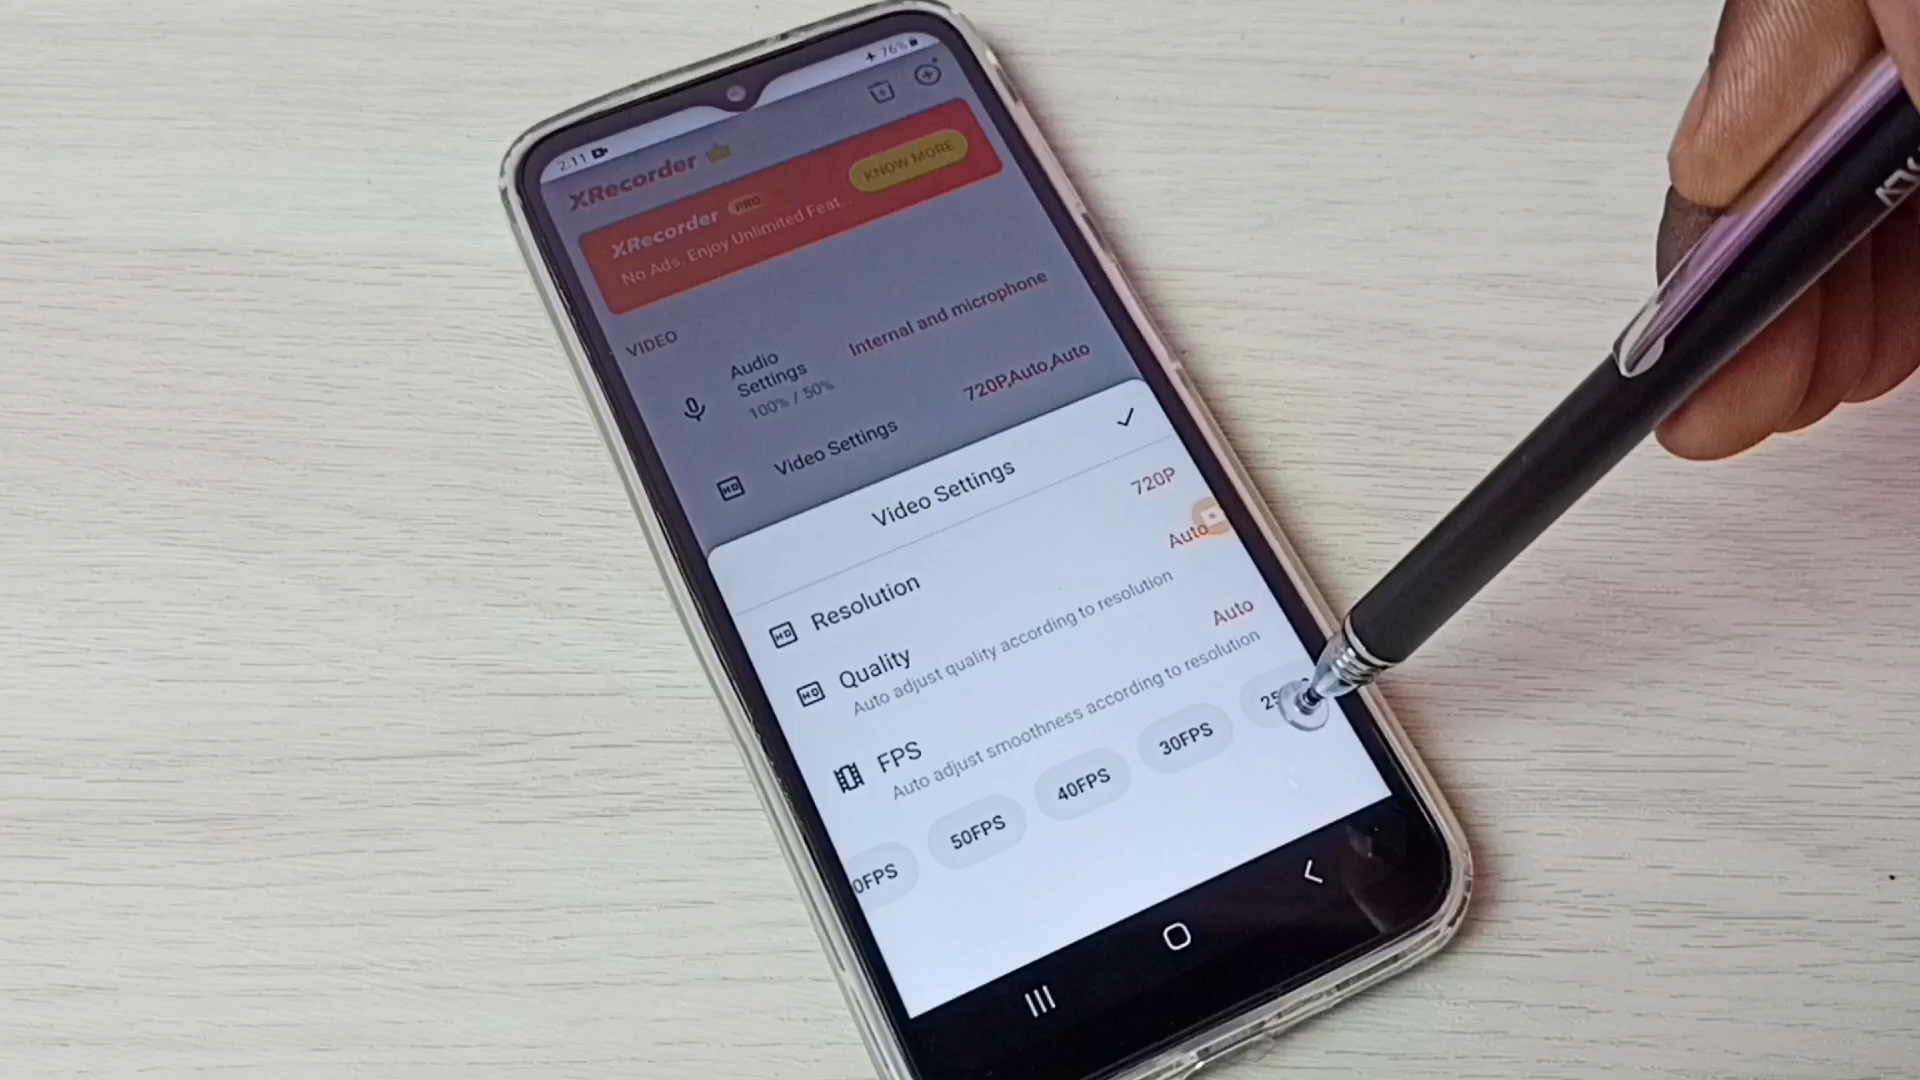 2:11
76%
XRecorder
XRecorder PRO
No Ads. Enjoy Unlimited Feat...
KNOW MORE
VIDEO
Audio
Settings
100% / 50%
Internal and microphone
Video Settings
720P,Auto,Auto
Video Settings
Resolution
720P
Quality
Auto
Auto adjust quality according to resolution
FPS
Auto
Auto adjust smoothness according to resolution
0FPS
50FPS
40FPS
30FPS
25